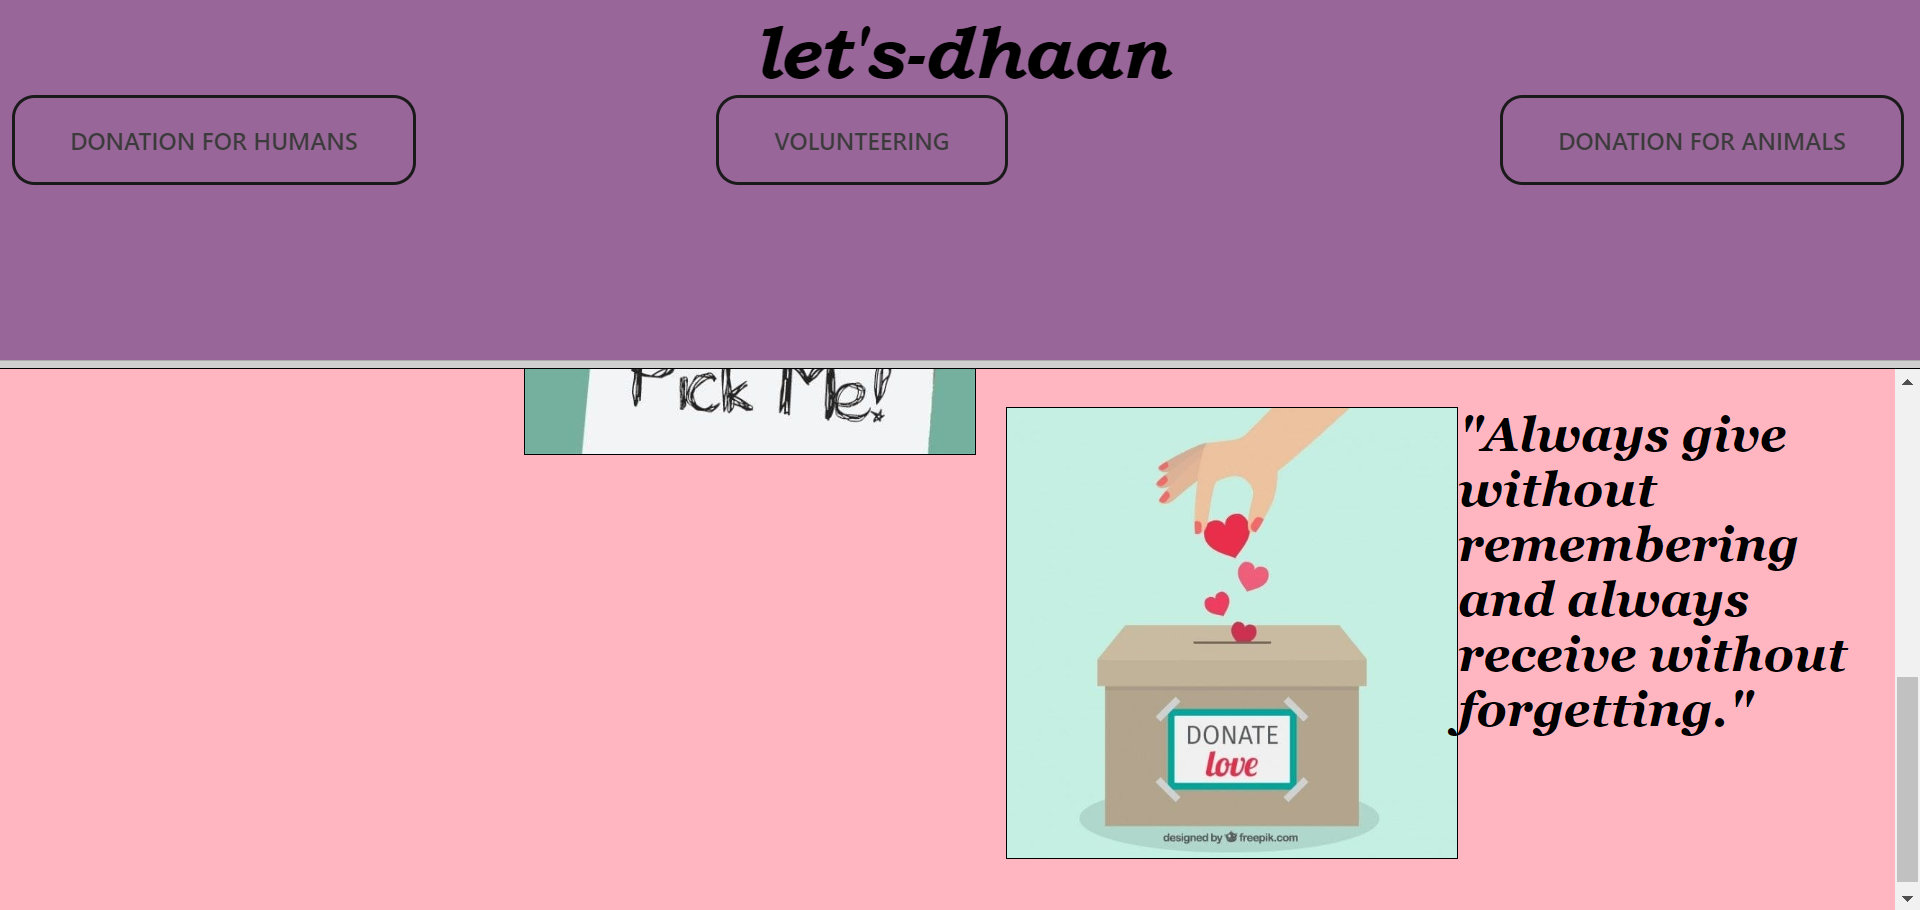 let's-dhaan
DONATION FOR HUMANS
VOLUNTEERING
DONATION FOR ANIMALS
Pick Me!
"Always give
without
remembering
and always
receive without
forgetting."
DONATE
love
designed by freepik.com